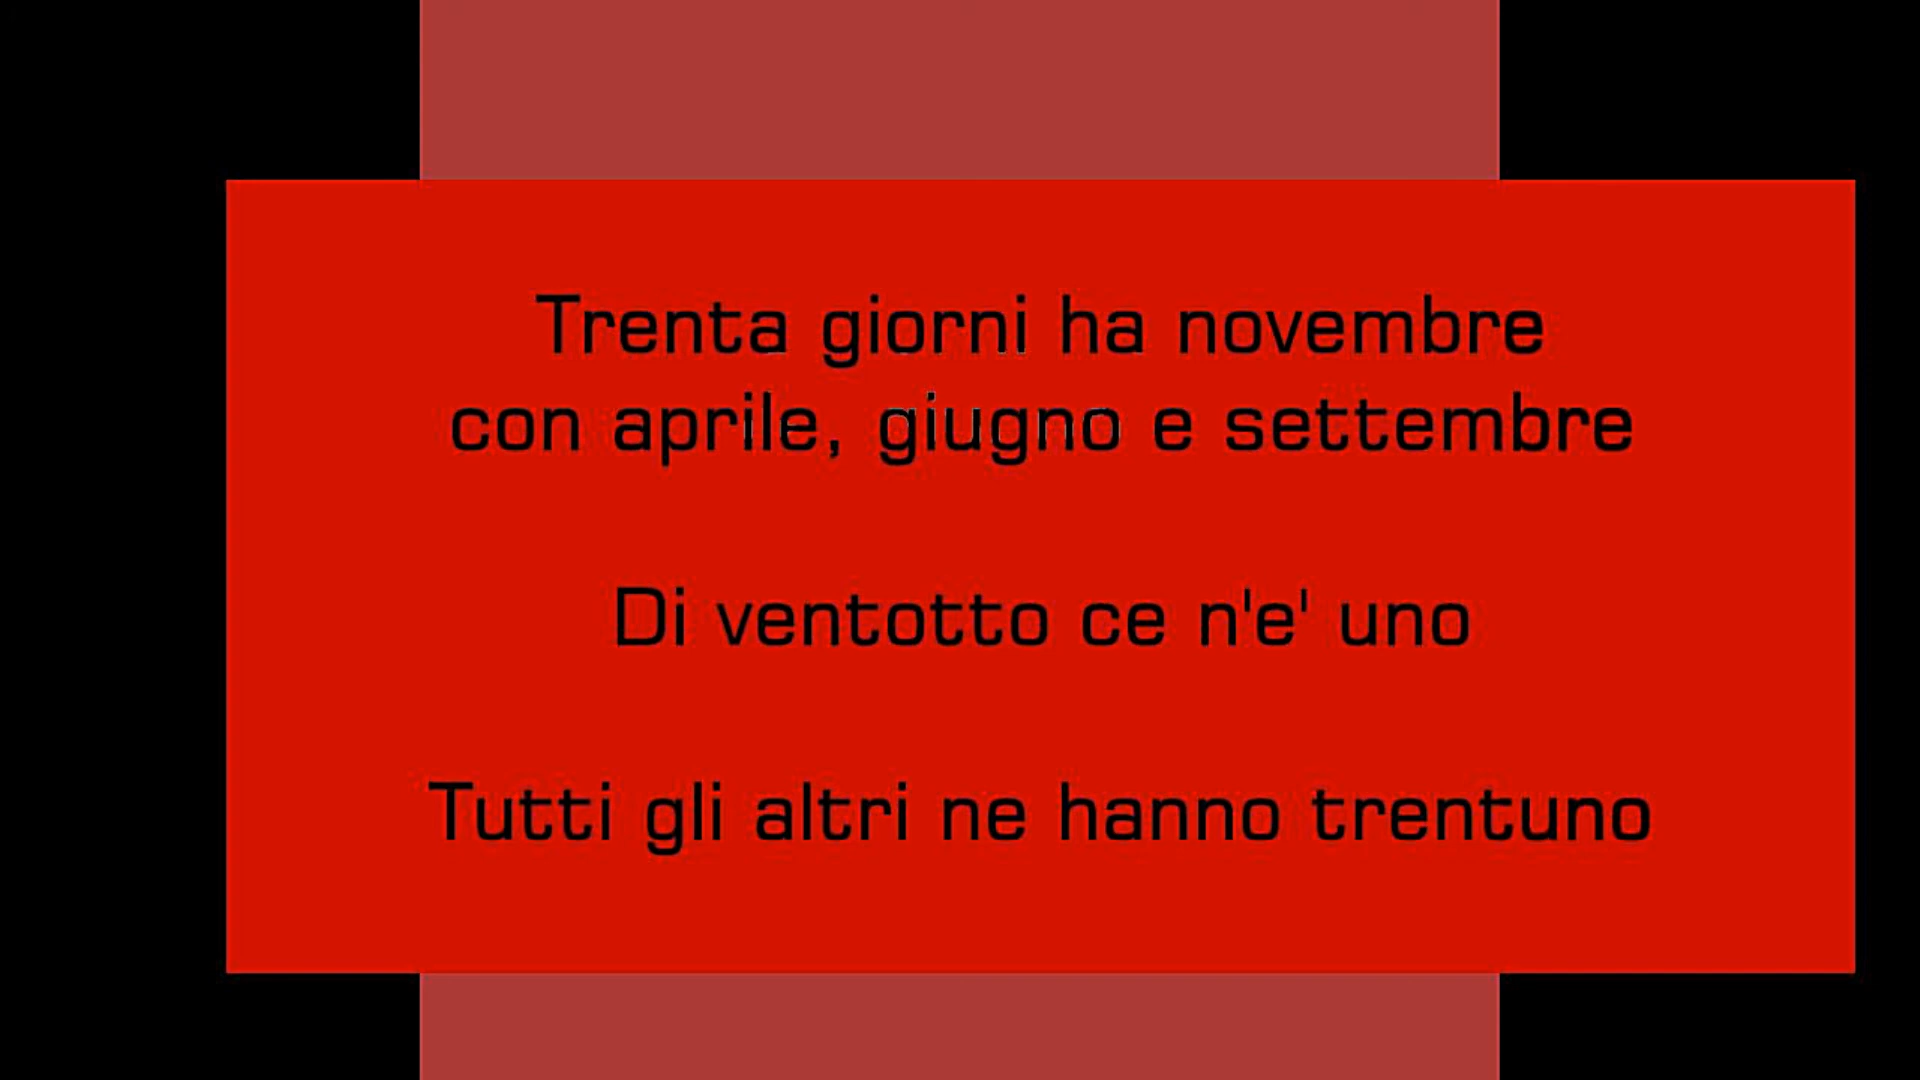 Trenta giorni ha novembre
con aprile, giugno e settembre
Di ventotto ce n'e' uno
Tutti gli altri ne hanno trentuno